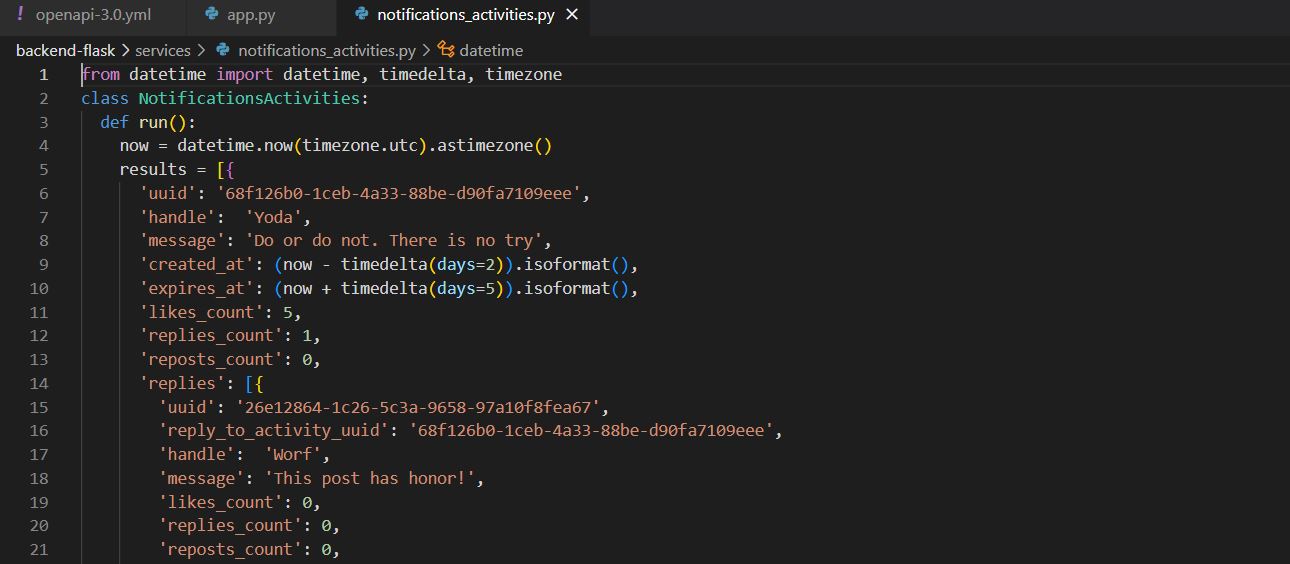 ! openapi-3.0.yml app.py notifications_activities.py ×
backend-flask > services > notifications_activities.py > datetime
1 from datetime import datetime, timedelta, timezone
2 class NotificationsActivities:
3   def run():
4     now = datetime.now(timezone.utc).astimezone()
5     results = [{
6       'uuid': '68f126b0-1ceb-4a33-88be-d90fa7109eee',
7       'handle':  'Yoda',
8       'message': 'Do or do not. There is no try',
9       'created_at': (now - timedelta(days=2)).isoformat(),
10       'expires_at': (now + timedelta(days=5)).isoformat(),
11       'likes_count': 5,
12       'replies_count': 1,
13       'reposts_count': 0,
14       'replies': [{
15         'uuid': '26e12864-1c26-5c3a-9658-97a10f8fea67',
16         'reply_to_activity_uuid': '68f126b0-1ceb-4a33-88be-d90fa7109eee',
17         'handle':  'Worf',
18         'message': 'This post has honor!',
19         'likes_count': 0,
20         'replies_count': 0,
21         'reposts_count': 0,